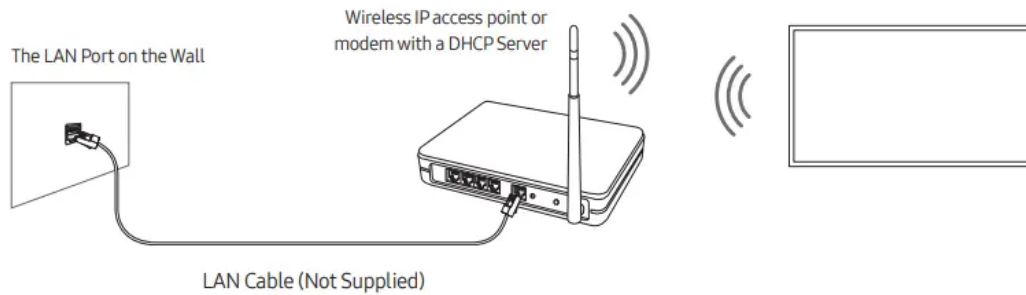 Wireless IP access point or
modem with a DHCP Server
The LAN Port on the Wall
LAN Cable (Not Supplied)